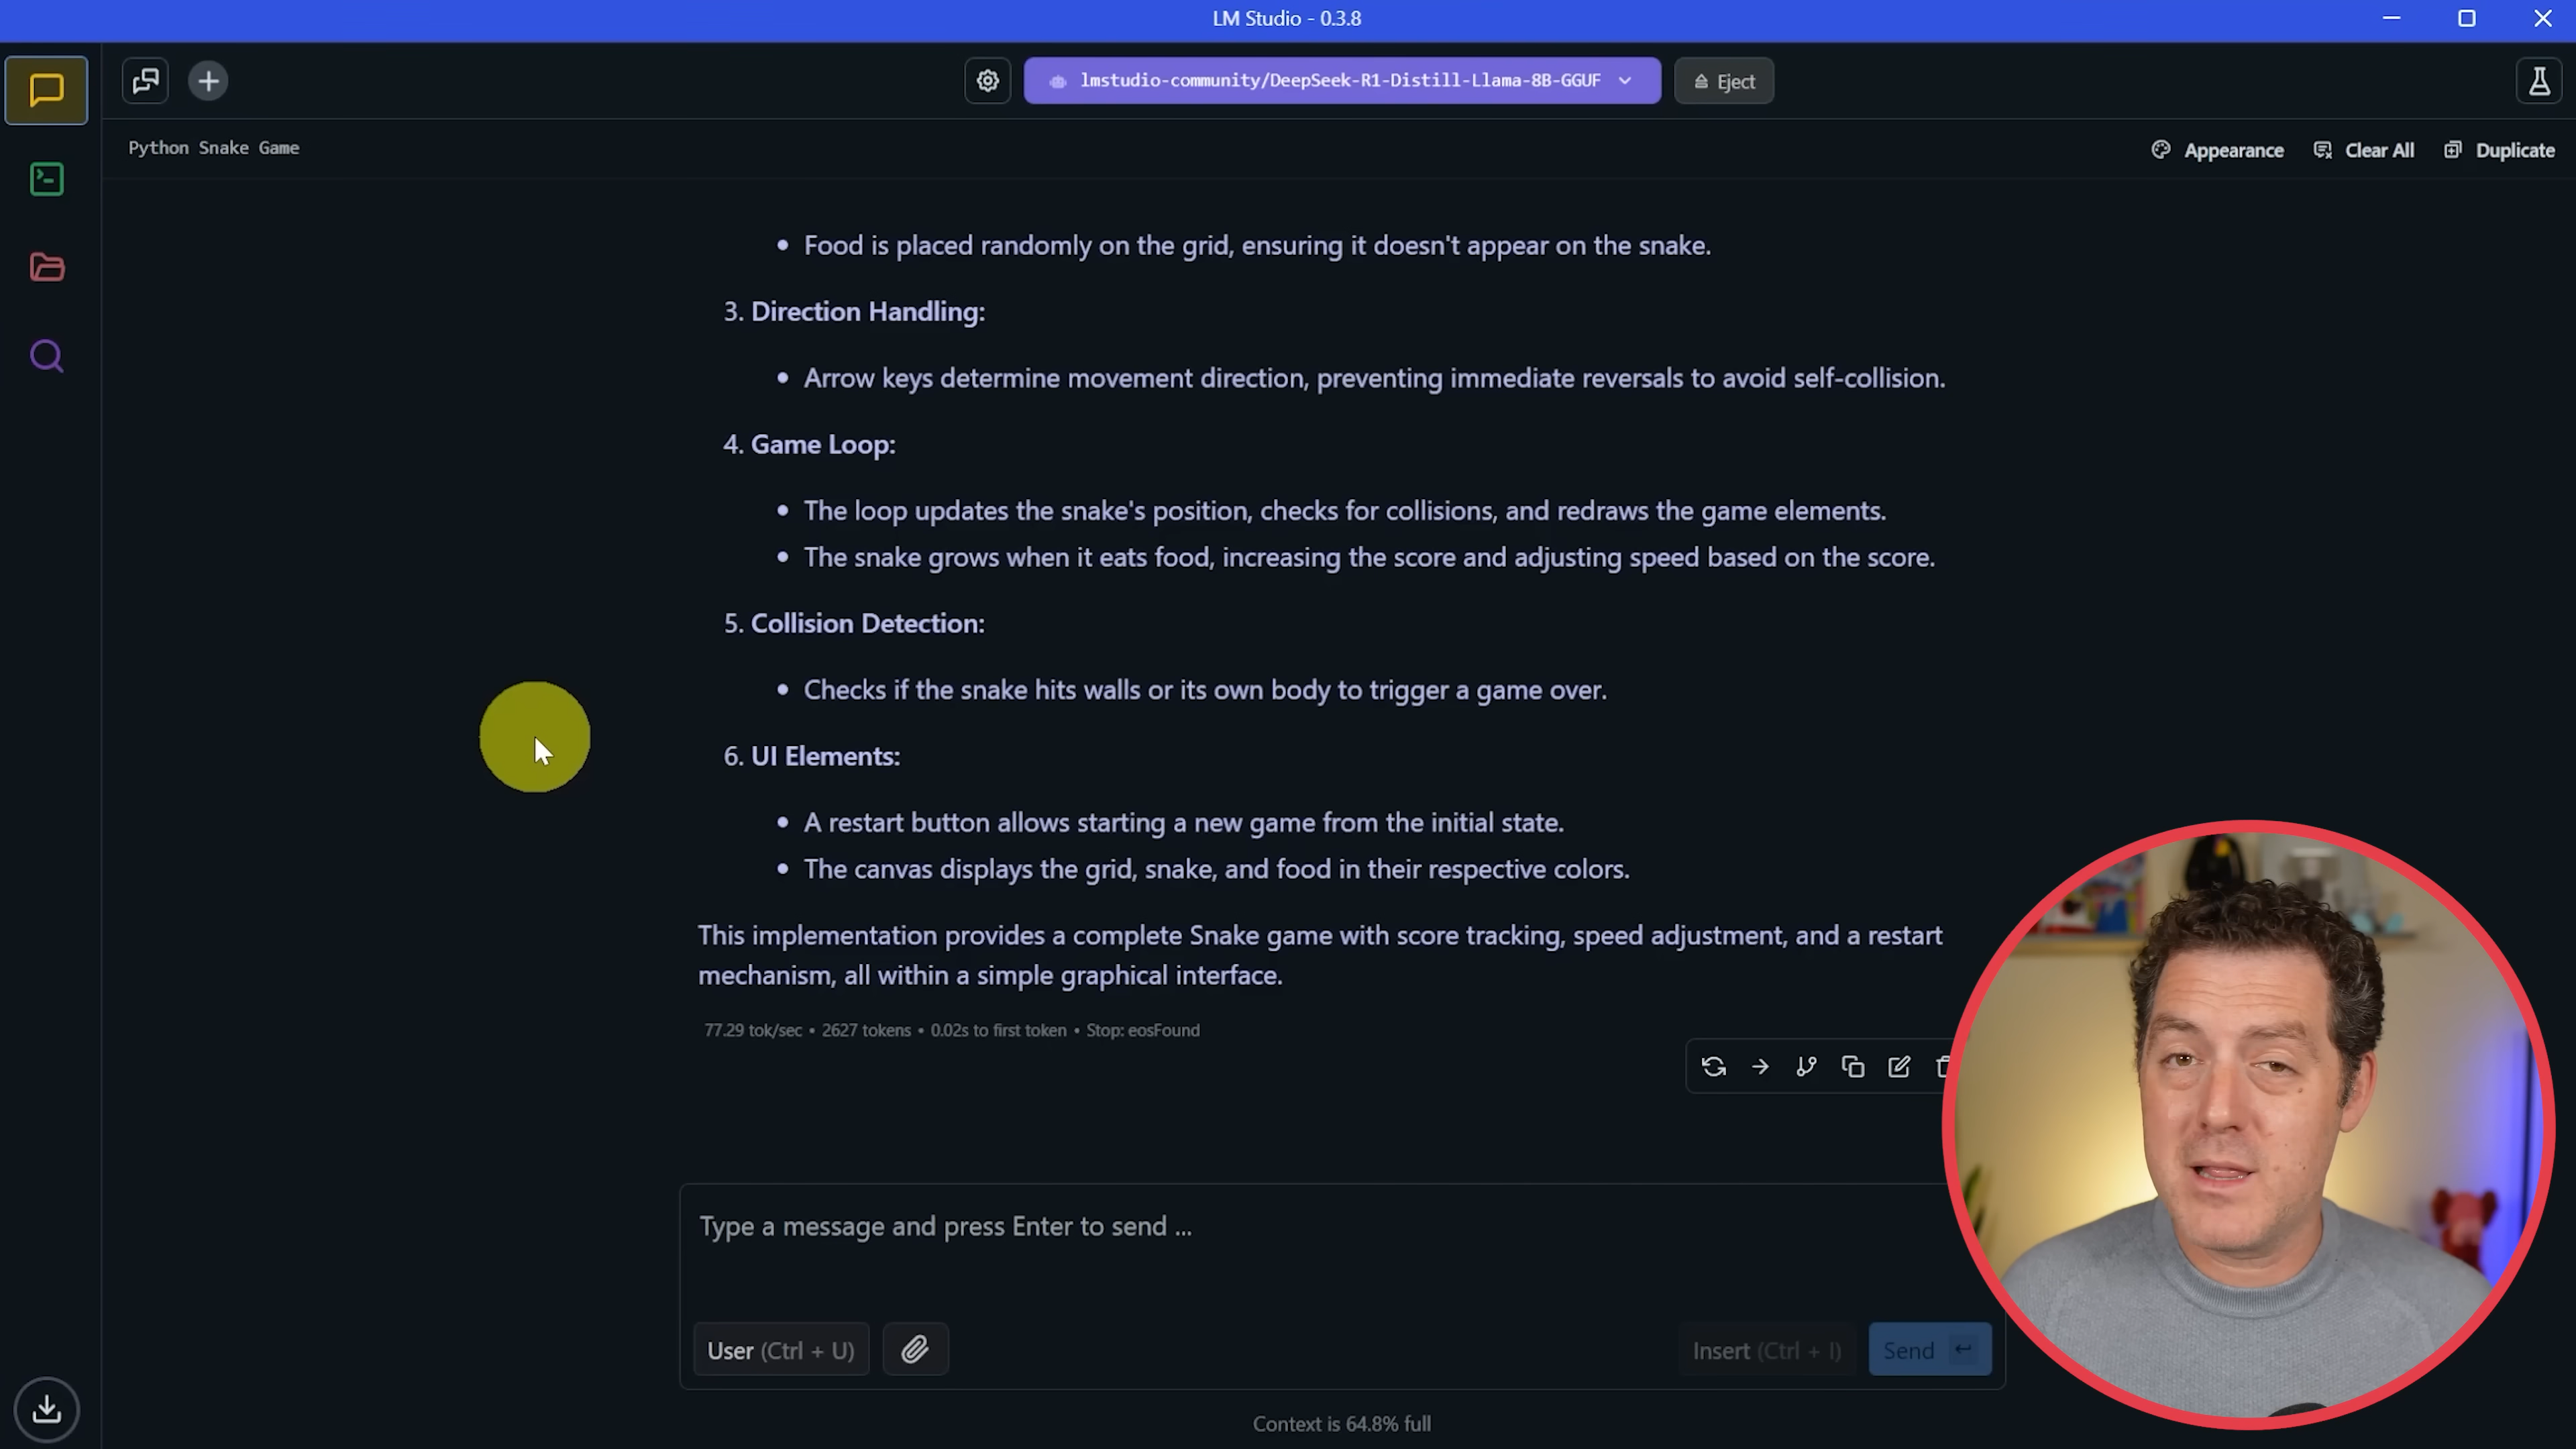 LM Studio - 0.3.8
lmstudio-community/DeepSeek-R1-Distill-Llama-8B-GGUF
Eject
Python Snake Game
Appearance
Clear All
Duplicate
• Food is placed randomly on the grid, ensuring it doesn't appear on the snake.
3. Direction Handling:
• Arrow keys determine movement direction, preventing immediate reversals to avoid self-collision.
4. Game Loop:
• The loop updates the snake's position, checks for collisions, and redraws the game elements.
• The snake grows when it eats food, increasing the score and adjusting speed based on the score.
5. Collision Detection:
• Checks if the snake hits walls or its own body to trigger a game over.
6. UI Elements:
• A restart button allows starting a new game from the initial state.
• The canvas displays the grid, snake, and food in their respective colors.
This implementation provides a complete Snake game with score tracking, speed adjustment, and a restart
mechanism, all within a simple graphical interface.
77.29 tok/sec • 2627 tokens • 0.02s to first token • Stop: eosFound
Type a message and press Enter to send ...
User (Ctrl + U)
Insert (Ctrl + I)
Send
Context is 64.8% full